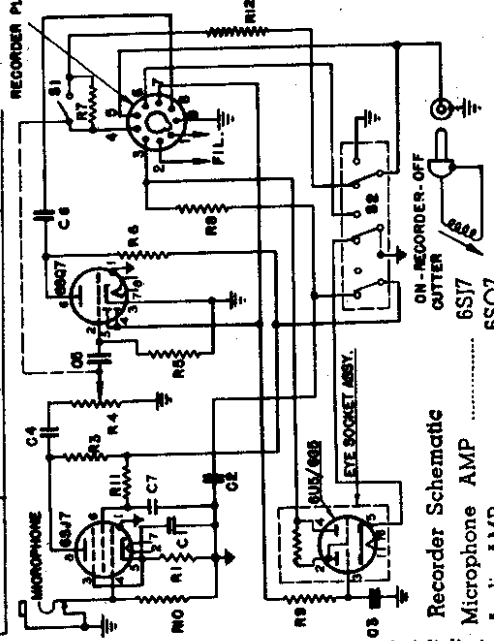 MICROPHONE
RECORDER PL
6SJ7
C4
6SQ7
C6
S1
R7
R3
R4
C5
R6
R11
C7
C1
R1
R10
R5
R8
FIL.
R12
C2
R9
6U5/6G5
EYE SOCKET ASSY.
C3
S2
ON-RECORDER-OFF
CUTTER
Recorder Schematic
Microphone AMP ........ 6SJ7
6SQ7